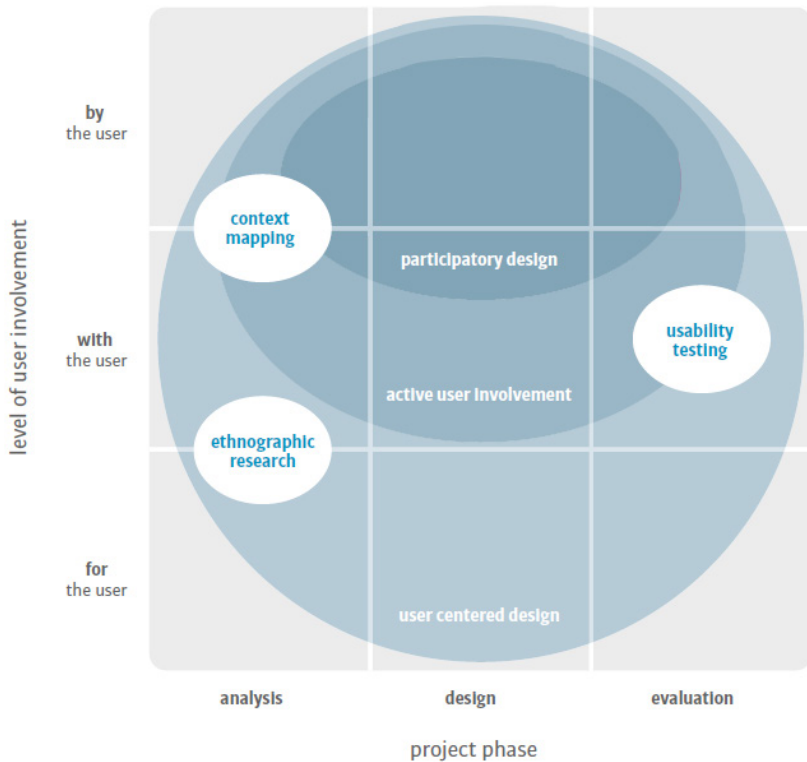 by
the user
context
mapping
participatory design
level of user involvement
with
the user
usability
testing
active user involvement
ethnographic
research
for
the user
user centered design
analysis
design
evaluation
project phase